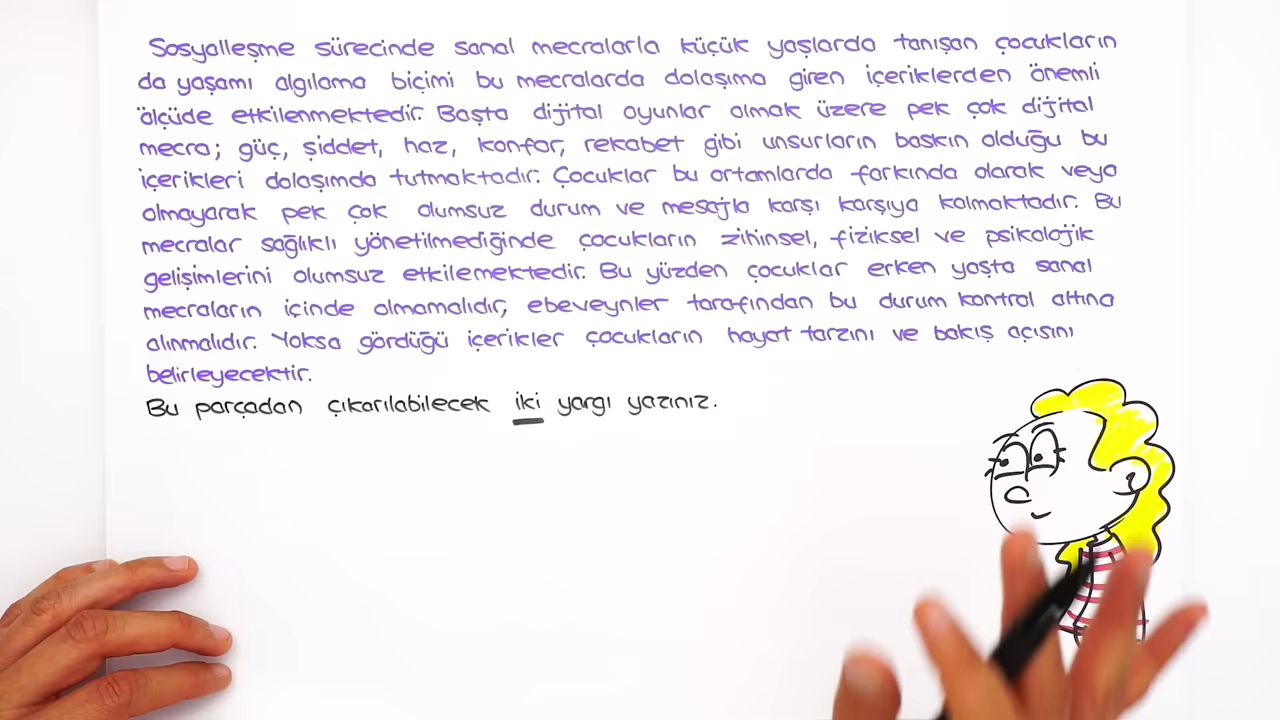 Sosyalleşme sürecinde sanal mecralarla küçük yaşlarda tanışan çocukların
da yaşamı algılama biçimi bu mecralarda dolaşıma giren içeriklerden önemli
ölçüde etkilenmektedir. Başta dijital oyunlar olmak üzere pek çok dijital
mecra; güç, şiddet, haz, konfor, rekabet gibi unsurların baskın olduğu bu
içerikleri dolaşımda tutmaktadır. Çocuklar bu ortamlarda farkında olarak veya
olmayarak pek çok olumsuz durum ve mesajla karşı karşıya kalmaktadır. Bu
mecralar sağlıklı yönetilmediğinde çocukların zihinsel, fiziksel ve psikolojik
gelişimlerini olumsuz etkilemektedir. Bu yüzden çocuklar erken yaşta sanal
mecraların içinde olmamalıdır, ebeveynler tarafından bu durum kontrol altına
alınmalıdır. Yoksa gördüğü içerikler çocukların hayat tarzını ve bakış açısını
belirleyecektir.
Bu parçadan çıkarılabilecek iki yargı yazınız.